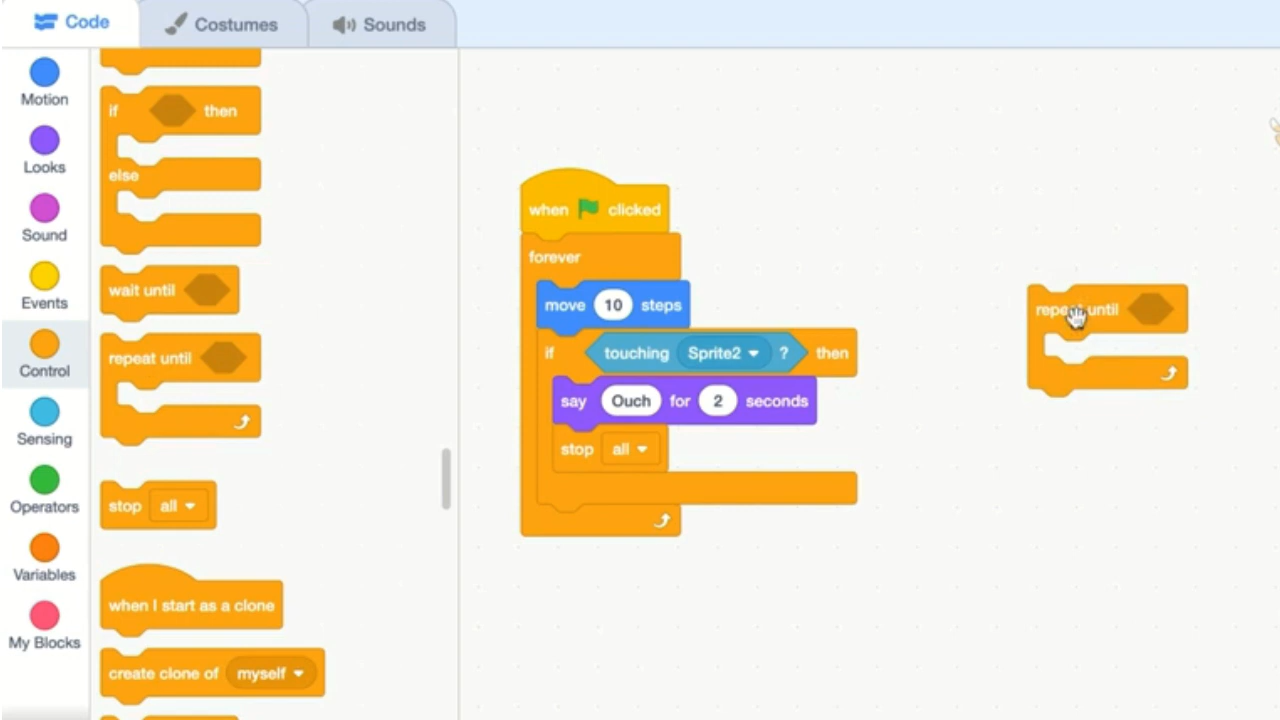 Code Costumes Sounds
Motion
Looks
Sound
Events
Control
Sensing
Operators
Variables
My Blocks
if then
else
wait until
repeat until
stop all
when I start as a clone
create clone of myself
when clicked
forever
move 10 steps
if touching Sprite2 ? then
say Ouch for 2 seconds
stop all
repeat until